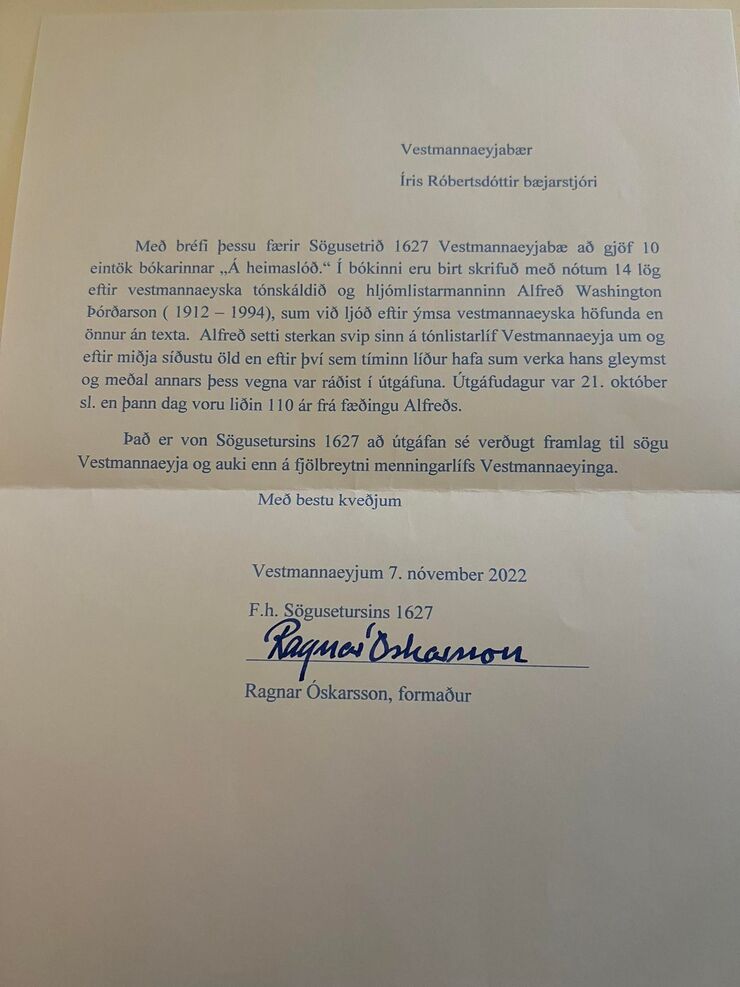 Vestmannaeyjabær
Íris Róbertsdóttir bæjarstjóri
Með bréfi þessu færir Sögusetrið 1627 Vestmannaeyjabæ að gjöf 10
eintök bókarinnar „Á heimaslóð.“ Í bókinni eru birt skrifuð með nótum 14 lög
eftir vestmannaeyska tónskáldið og hljómlistarmanninn Alfreð Washington
Þórðarson ( 1912 – 1994), sum við ljóð eftir ýmsa vestmannaeyska höfunda en
önnur án texta. Alfreð setti sterkan svip sinn á tónlistarlíf Vestmannaeyja um og
eftir miðja síðustu öld en eftir því sem tíminn líður hafa sum verka hans gleymst
og meðal annars þess vegna var ráðist í útgáfuna. Útgáfudagur var 21. október
sl. en þann dag voru liðin 110 ár frá fæðingu Alfreðs.
Það er von Sögusetursins 1627 að útgáfan sé verðugt framlag til sögu
Vestmannaeyja og auki enn á fjölbreytni menningarlífs Vestmannaeyinga.
Með bestu kveðjum
Vestmannaeyjum 7. nóvember 2022
F.h. Sögusetursins 1627
Ragnar Óskarsson
Ragnar Óskarsson, formaður